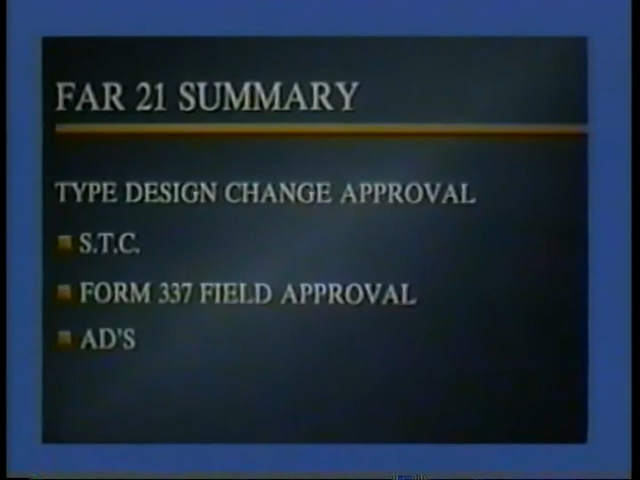 FAR 21 SUMMARY
TYPE DESIGN CHANGE APPROVAL
S.T.C.
FORM 337 FIELD APPROVAL
AD'S